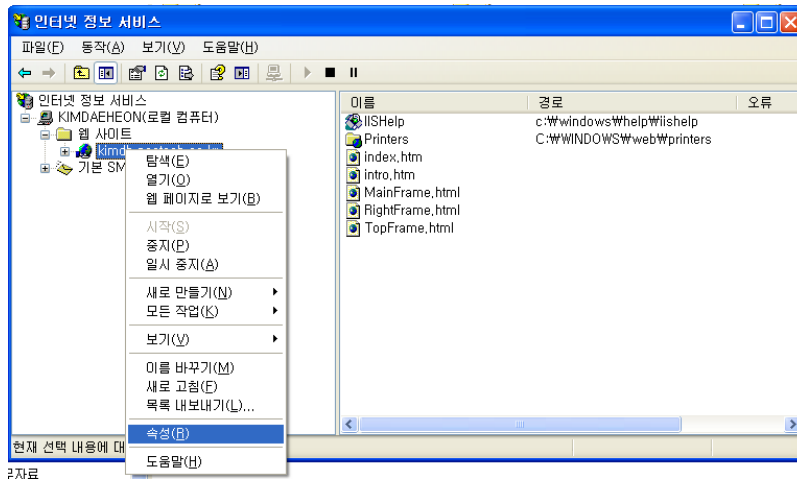 인터넷 정보 서비스
파일(F) 동작(A) 보기(V) 도움말(H)
인터넷 정보 서비스
KIMDAEHEON(로컬 컴퓨터)
웹 사이트
기본 SM
이름 경로 오류
IISHelp c:₩windows₩help₩iishelp
Printers C:₩WINDOWS₩web₩printers
index.htm
intro.htm
MainFrame.html
RightFrame.html
TopFrame.html
탐색(E)
열기(O)
웹 페이지로 보기(B)
시작(S)
중지(P)
일시 중지(A)
새로 만들기(N)
모든 작업(K)
보기(V)
이름 바꾸기(M)
새로 고침(F)
목록 내보내기(L)...
속성(R)
도움말(H)
현재 선택 내용에 대